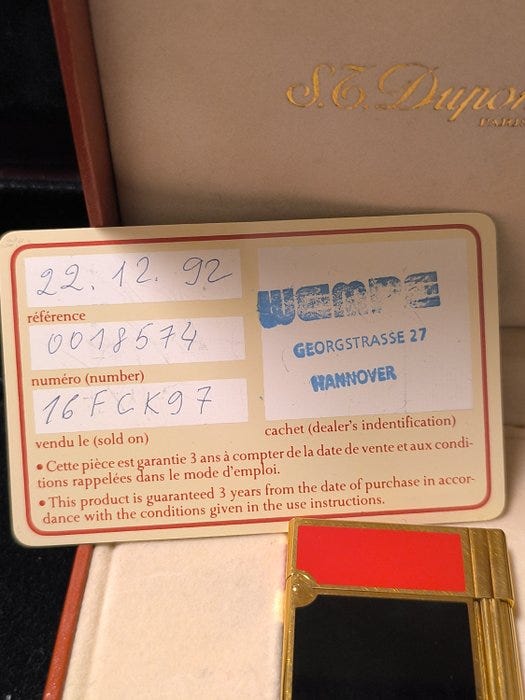 S.T. Dupon
PARIS
22.12.92
référence
0018574
numéro (number)
16FCK97
vendu le (sold on)
WEMPE
GEORGSTRASSE 27
HANNOVER
cachet (dealer's indentification)
• Cette pièce est garantie 3 ans à compter de la date de vente et aux condi-
tions rappelées dans le mode d'emploi.
• This product is guaranteed 3 years from the date of purchase in accor-
dance with the conditions given in the use instructions.